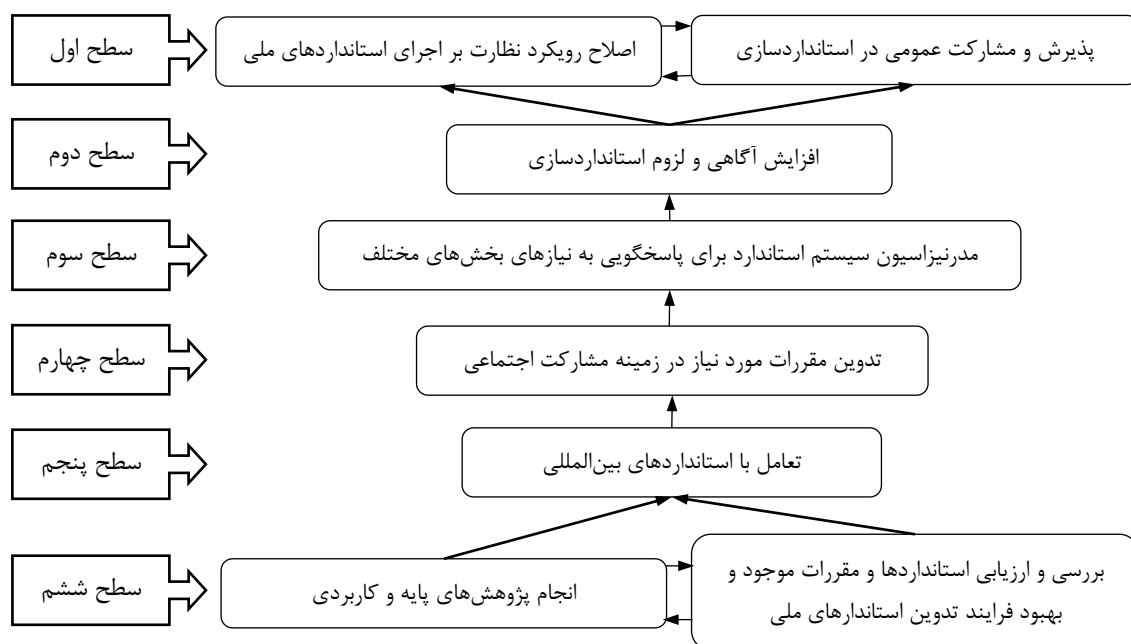 سطح اول
اصلاح رویکرد نظارت بر اجرای استانداردهای ملی
پذیرش و مشارکت عمومی در استانداردسازی
سطح دوم
افزایش آگاهی و لزوم استانداردسازی
سطح سوم
مدرنیزاسیون سیستم استاندارد برای پاسخگویی به نیازهای بخش‌های مختلف
سطح چهارم
تدوین مقررات مورد نیاز در زمینه مشارکت اجتماعی
سطح پنجم
تعامل با استانداردهای بین‌المللی
سطح ششم
انجام پژوهش‌های پایه و کاربردی
بررسی و ارزیابی استانداردها و مقررات موجود و
بهبود فرایند تدوین استاندارهای ملی